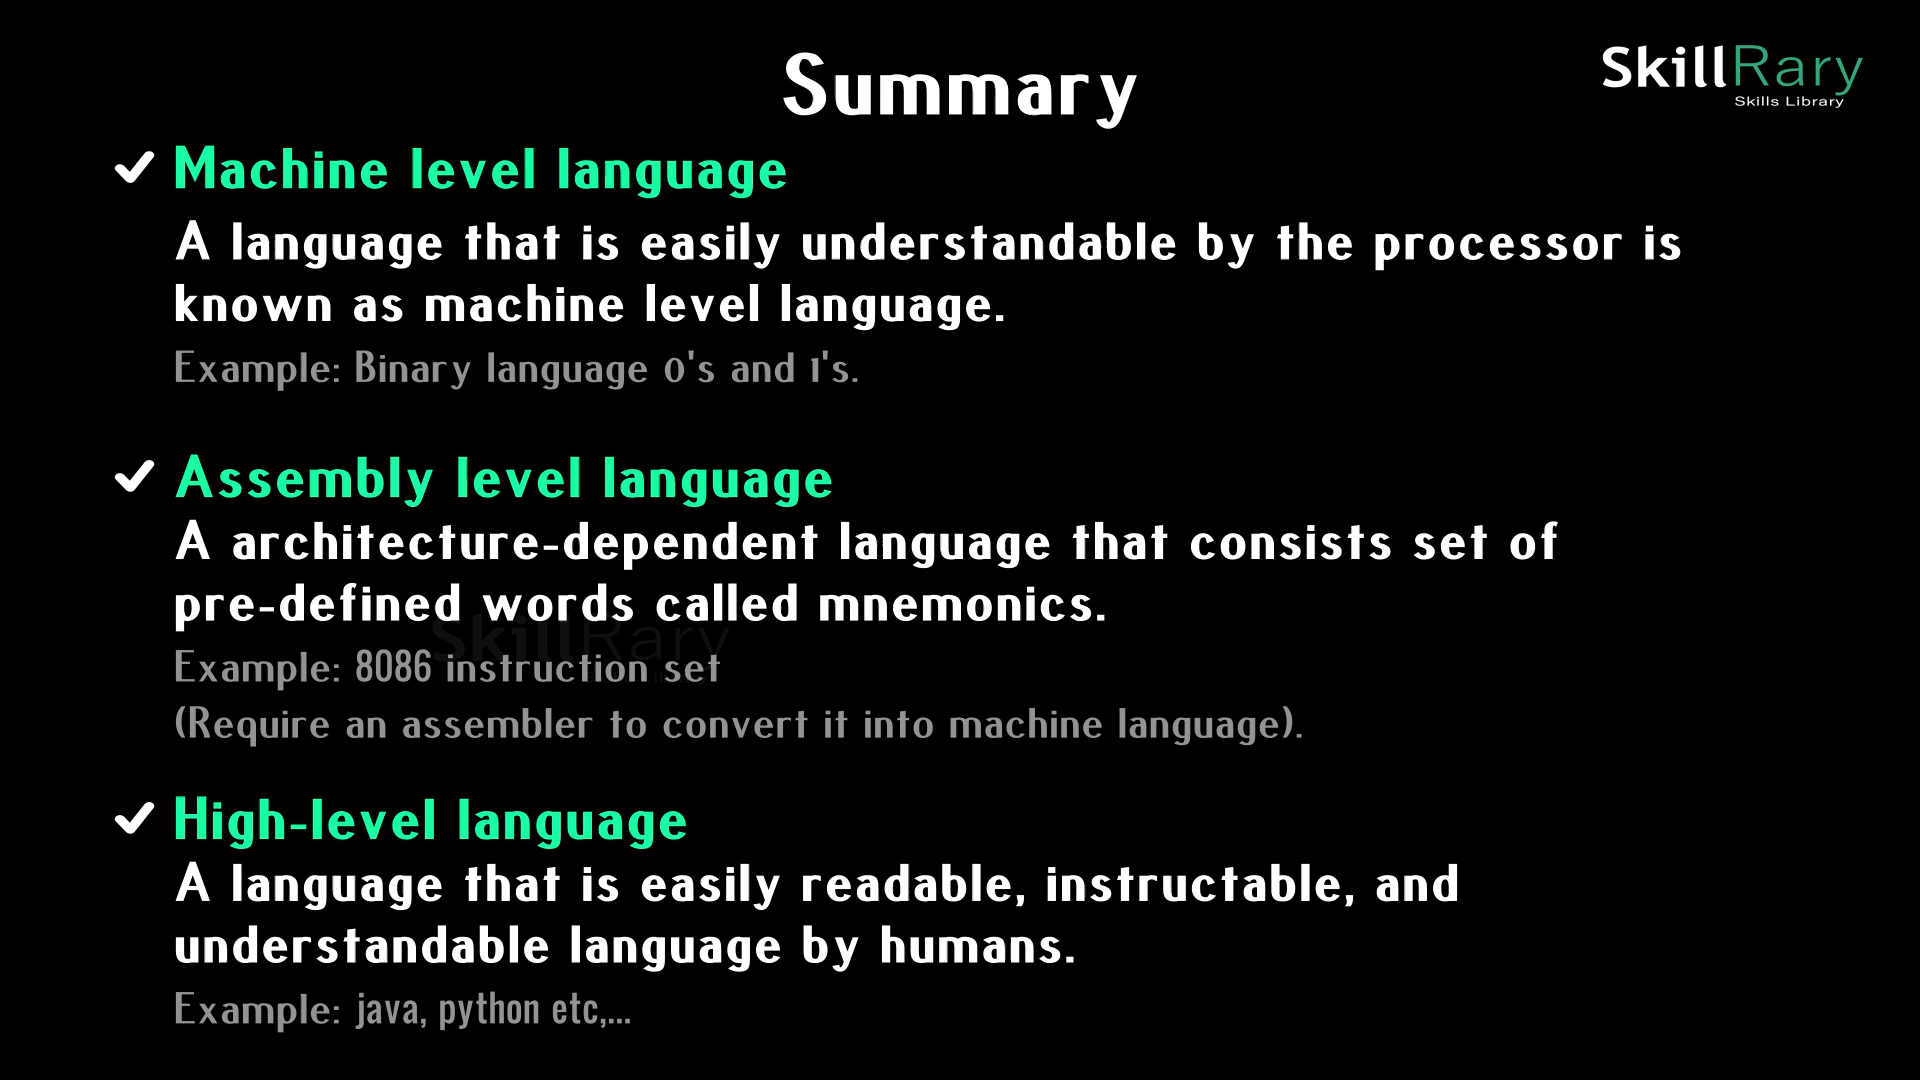 Summary
SkillRary
Skills Library
Machine level language
A language that is easily understandable by the processor is
known as machine level language.
Example: Binary language 0's and 1's.
Assembly level language
A architecture-dependent language that consists set of
pre-defined words called mnemonics.
SkillRary
Example: 8086 instruction set
(Require an assembler to convert it into machine language).
High-level language
A language that is easily readable, instructable, and
understandable language by humans.
Example: java, python etc,...